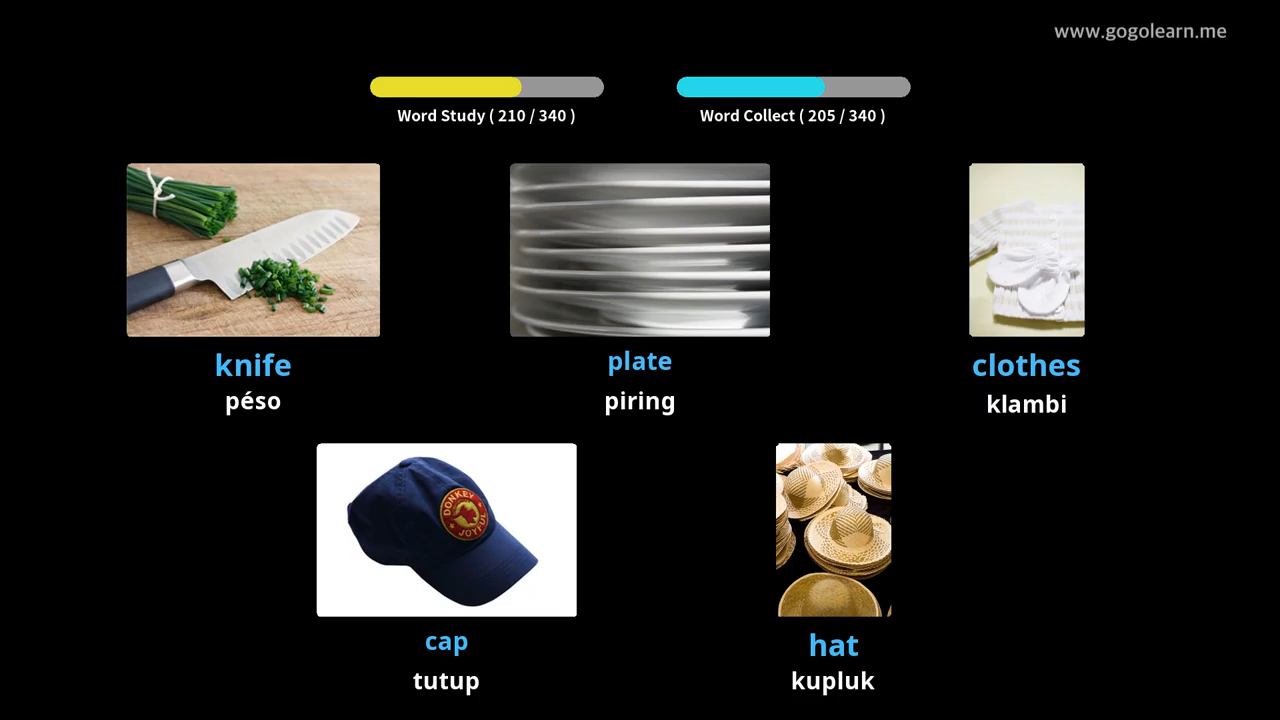 www.gogolearn.me
Word Study ( 210 / 340 )
Word Collect ( 205 / 340 )
knife
péso
plate
piring
clothes
klambi
DONKEY
JOYFUL
cap
tutup
hat
kupluk